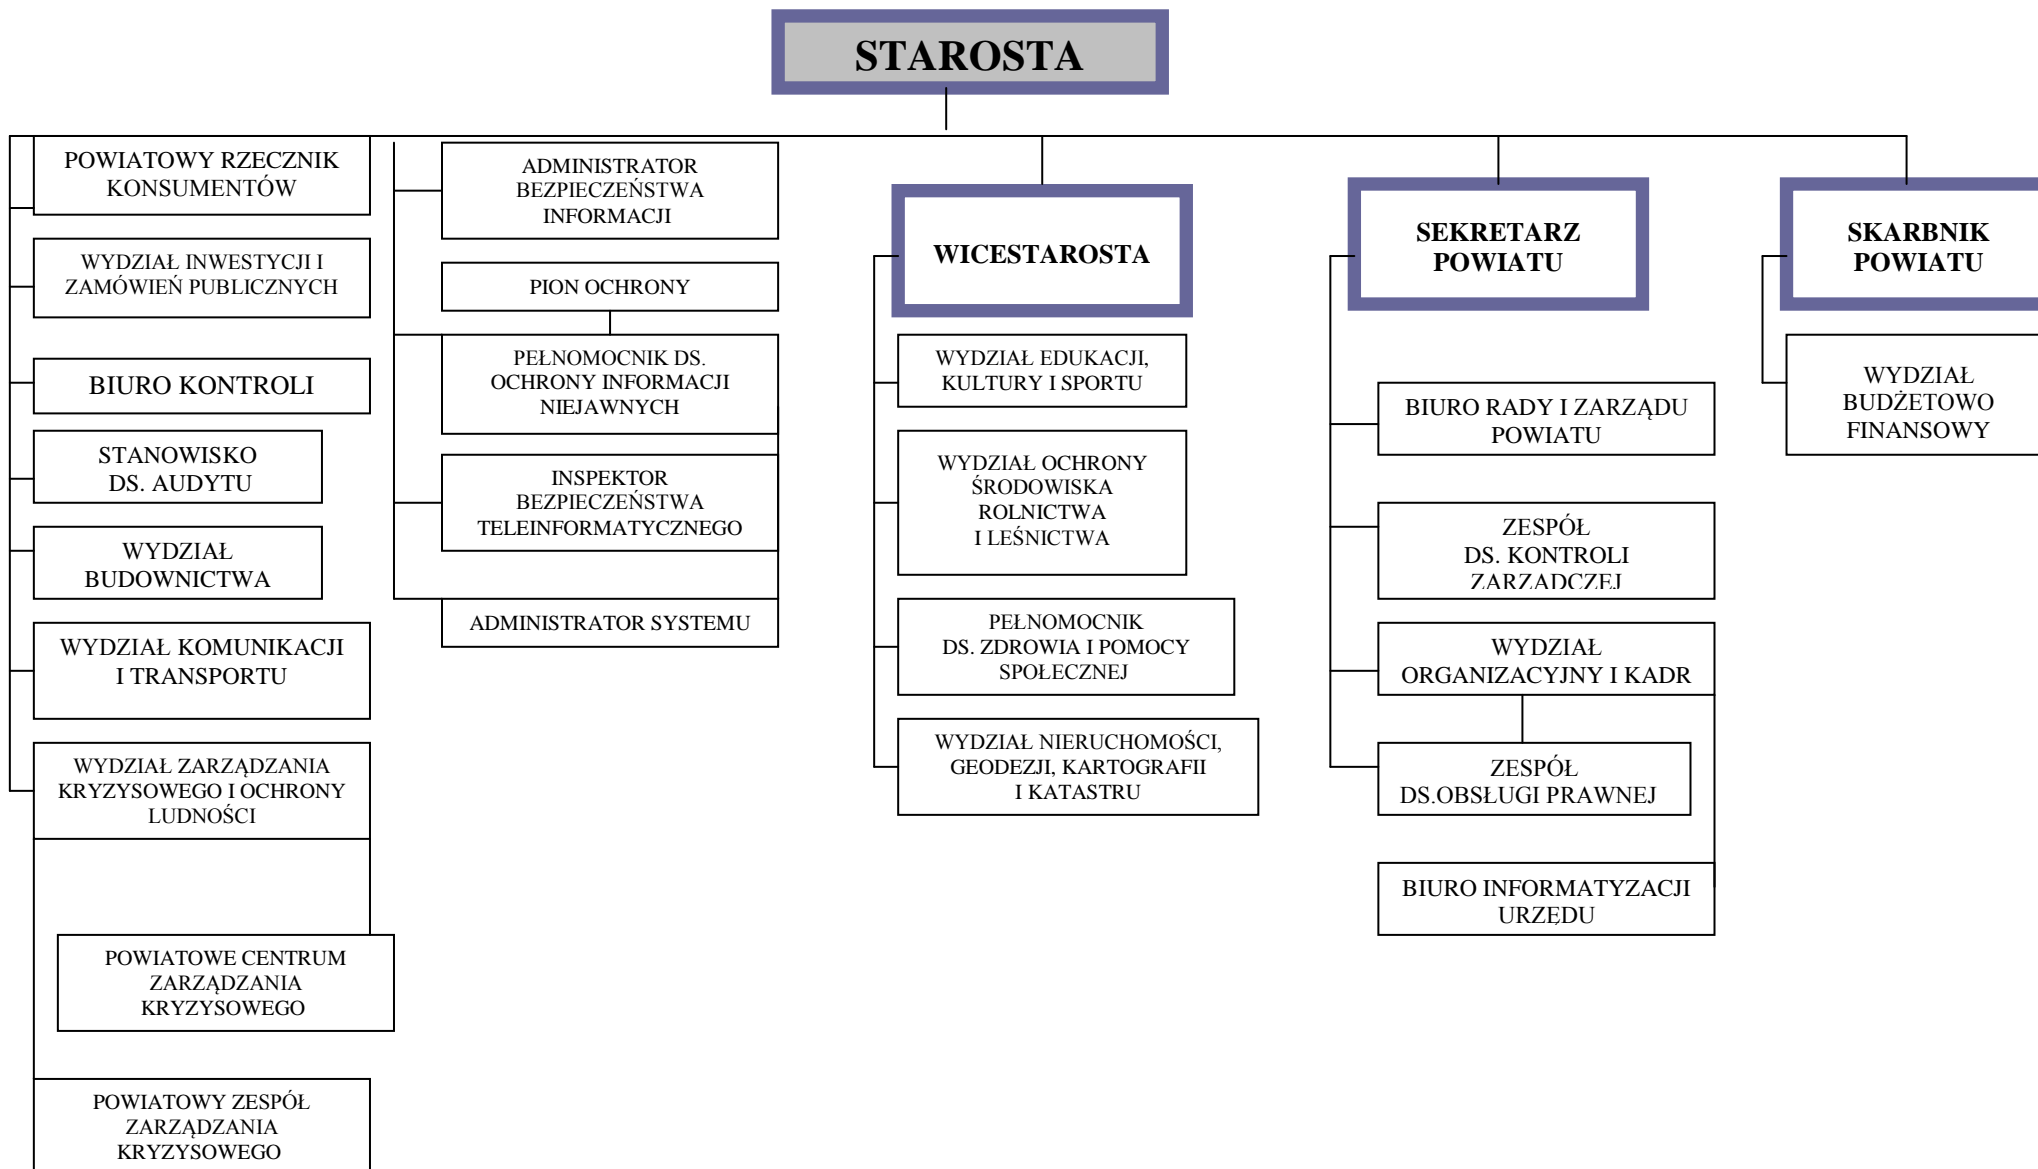 STAROSTA
POWIATOWY RZECZNIK
KONSUMENTÓW
WYDZIAŁ INWESTYCJI I
ZAMÓWIEŃ PUBLICZNYCH
BIURO KONTROLI
STANOWISKO
DS. AUDYTU
WYDZIAŁ
BUDOWNICTWA
WYDZIAŁ KOMUNIKACJI
I TRANSPORTU
WYDZIAŁ ZARZĄDZANIA
KRYZYSOWEGO I OCHRONY
LUDNOŚCI
POWIATOWE CENTRUM
ZARZĄDZANIA
KRYZYSOWEGO
POWIATOWY ZESPÓŁ
ZARZĄDZANIA
KRYZYSOWEGO
ADMINISTRATOR
BEZPIECZEŃSTWA
INFORMACJI
PION OCHRONY
PEŁNOMOCNIK DS.
OCHRONY INFORMACJI
NIEJAWNYCH
INSPEKTOR
BEZPIECZEŃSTWA
TELEINFORMATYCZNEGO
ADMINISTRATOR SYSTEMU
WICESTAROSTA
WYDZIAŁ EDUKACJI,
KULTURY I SPORTU
WYDZIAŁ OCHRONY
ŚRODOWISKA
ROLNICTWA
I LEŚNICTWA
PEŁNOMOCNIK
DS. ZDROWIA I POMOCY
SPOŁECZNEJ
WYDZIAŁ NIERUCHOMOŚCI,
GEODEZJI, KARTOGRAFII
I KATASTRU
SEKRETARZ
POWIATU
BIURO RADY I ZARZĄDU
POWIATU
ZESPÓŁ
DS. KONTROLI
ZARZĄDCZEJ
WYDZIAŁ
ORGANIZACYJNY I KADR
ZESPÓŁ
DS.OBSŁUGI PRAWNEJ
BIURO INFORMATYZACJI
URZĘDU
SKARBNIK
POWIATU
WYDZIAŁ
BUDŻETOWO
FINANSOWY